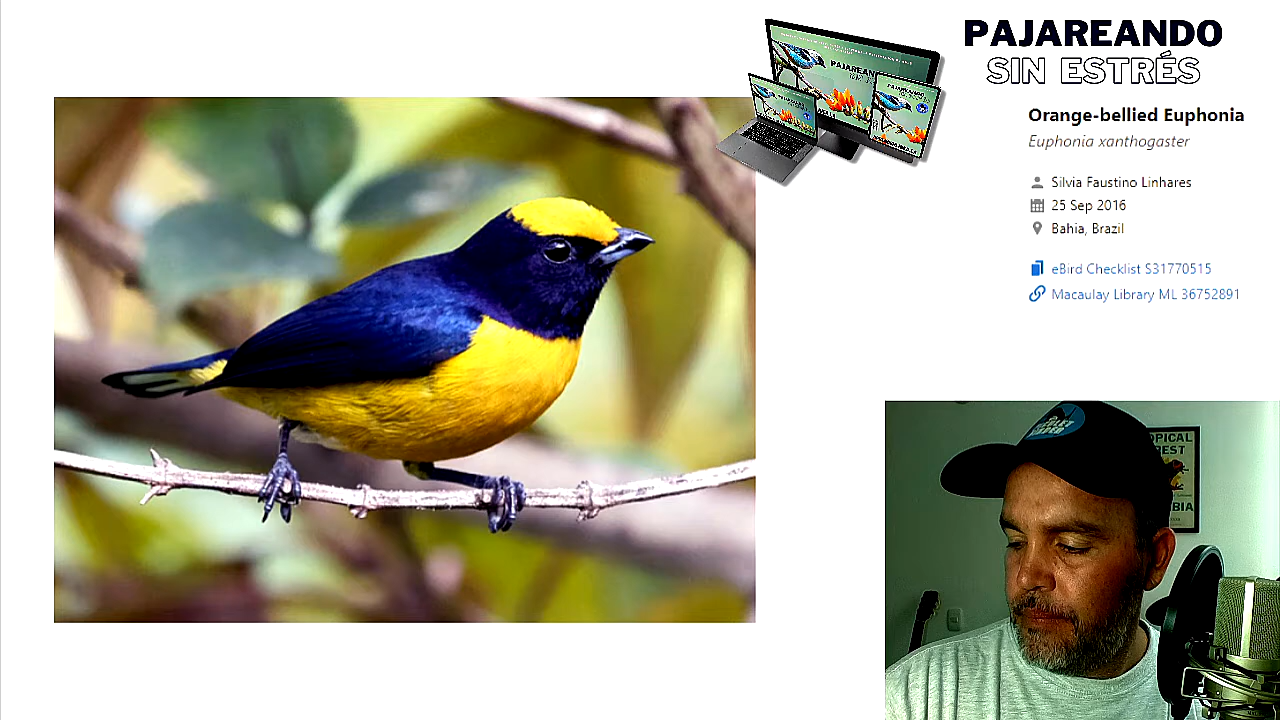 PAJAREANDO
SIN ESTRÉS
Orange-bellied Euphonia
Euphonia xanthogaster
Silvia Faustino Linhares
25 Sep 2016
Bahia, Brazil
eBird Checklist S31770515
Macaulay Library ML 36752891